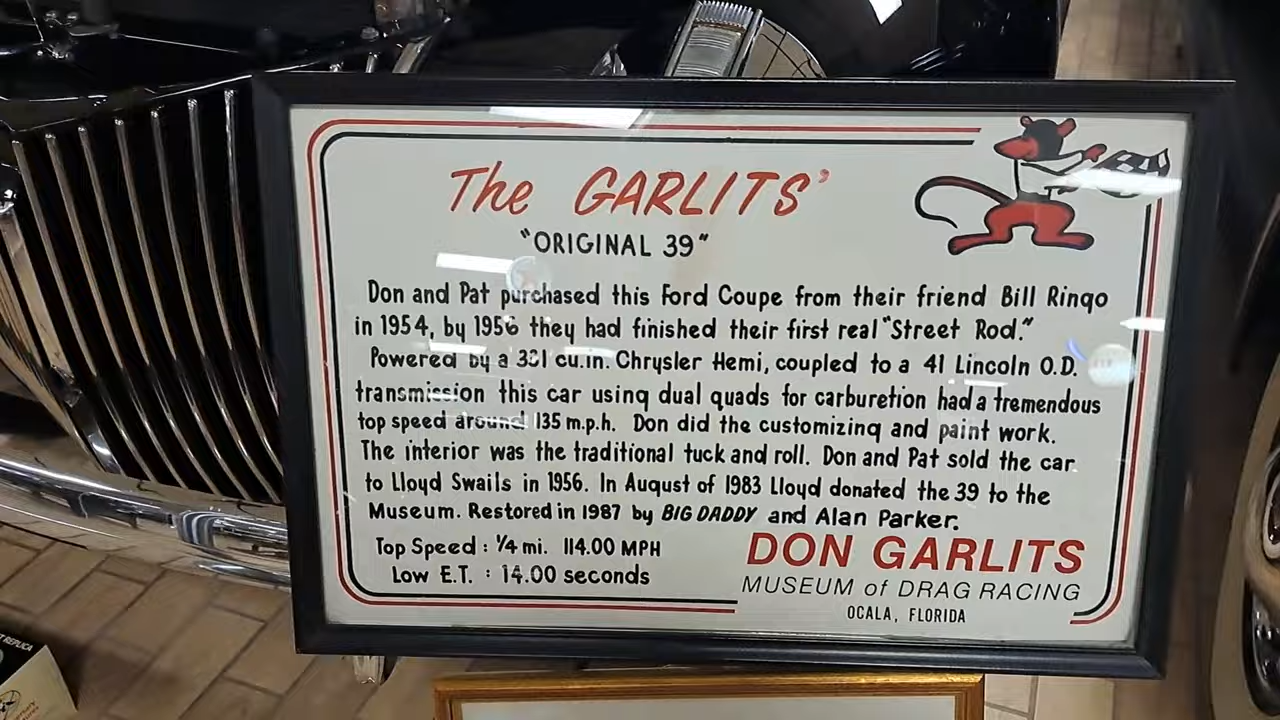 The GARLITS'
"ORIGINAL 39"
Don and Pat purchased this Ford Coupe from their friend Bill Ringo
in 1954, by 1956 they had finished their first real "Street Rod."
Powered by a 331 cu.in. Chrysler Hemi, coupled to a 41 Lincoln O.D.
transmission this car using dual quads for carburetion had a tremendous
top speed around 135 m.p.h. Don did the customizing and paint work.
The interior was the traditional tuck and roll. Don and Pat sold the car
to Lloyd Swails in 1956. In August of 1983 Lloyd donated the 39 to the
Museum. Restored in 1987 by BIG DADDY and Alan Parker.
Top Speed : 1/4 mi. 114.00 MPH
Low E.T. : 14.00 seconds
DON GARLITS
MUSEUM of DRAG RACING
OCALA, FLORIDA
REPLICA